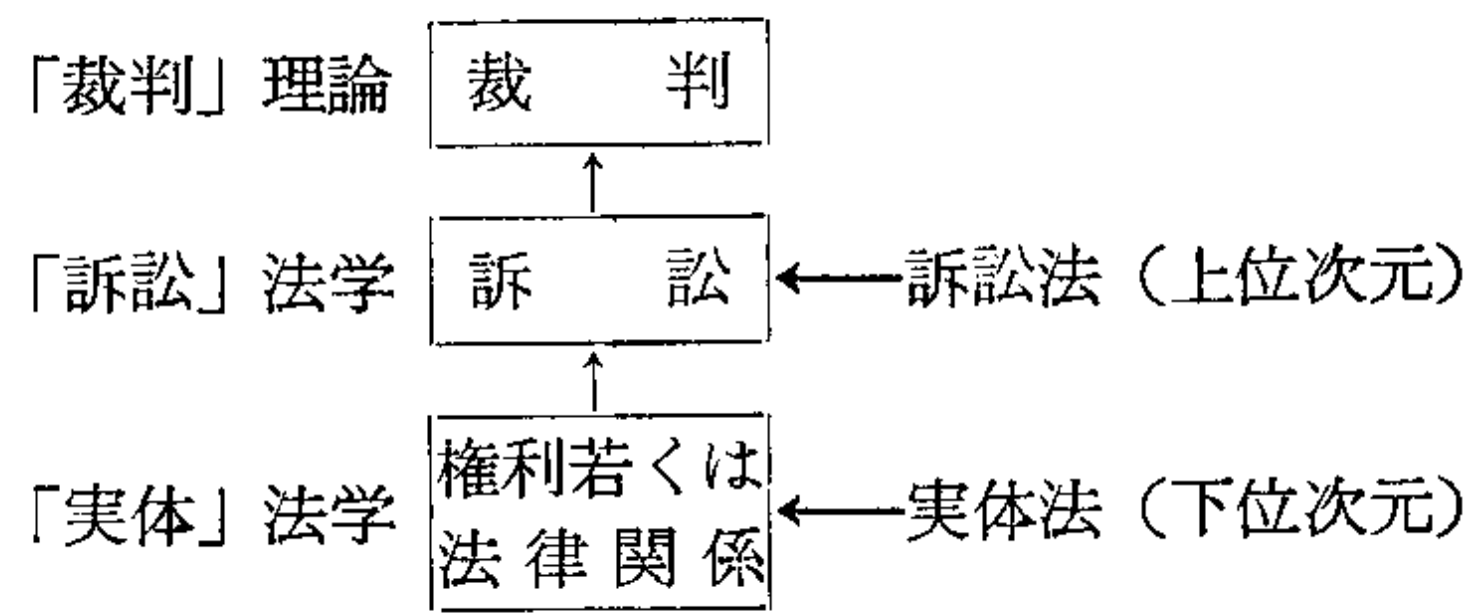 「裁判」理論 裁判
「訴訟」法学 訴訟 訴訟法（上位次元）
「実体」法学 権利若くは法律関係 実体法（下位次元）